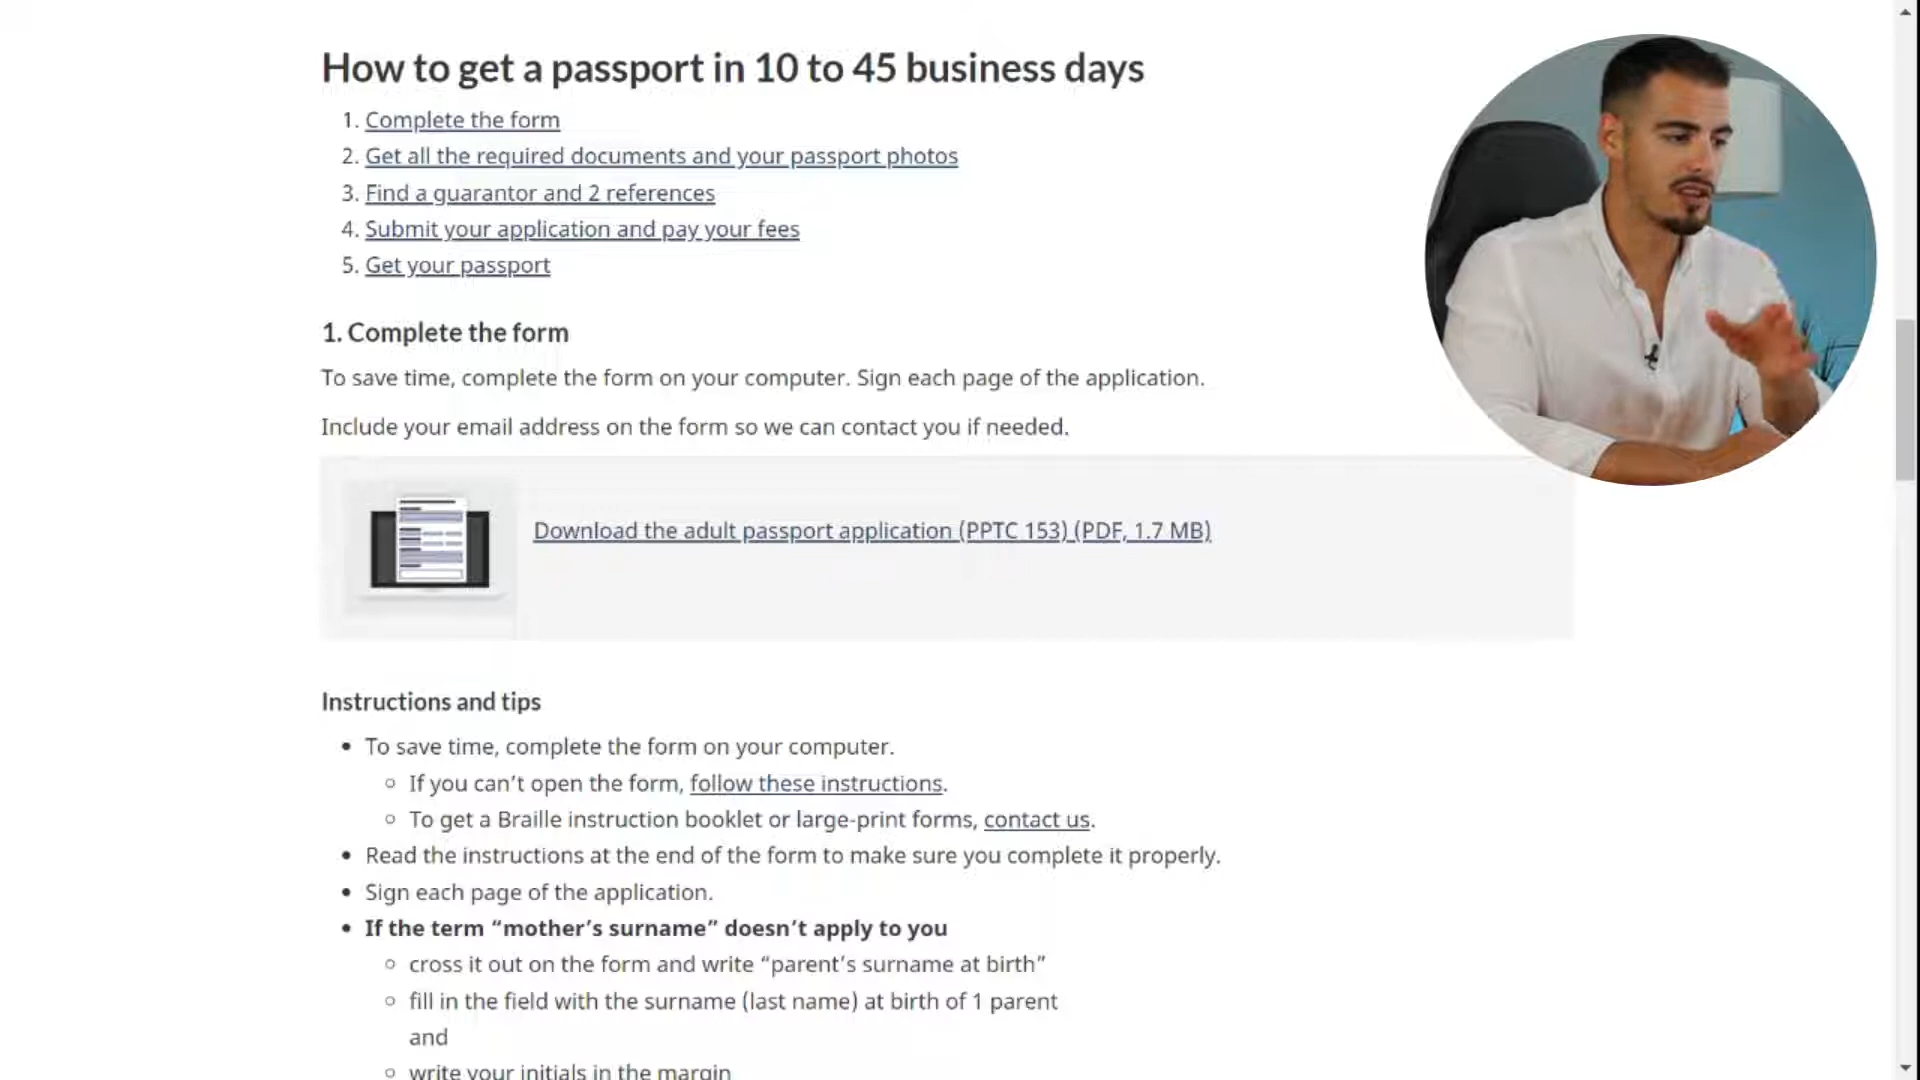 How to get a passport in 10 to 45 business days
1. Complete the form
2. Get all the required documents and your passport photos
3. Find a guarantor and 2 references
4. Submit your application and pay your fees
5. Get your passport
1. Complete the form
To save time, complete the form on your computer. Sign each page of the application.
Include your email address on the form so we can contact you if needed.
Download the adult passport application (PPTC 153) (PDF, 1.7 MB)
Instructions and tips
• To save time, complete the form on your computer.
○ If you can’t open the form, follow these instructions.
○ To get a Braille instruction booklet or large-print forms, contact us.
• Read the instructions at the end of the form to make sure you complete it properly.
• Sign each page of the application.
• If the term “mother’s surname” doesn’t apply to you
○ cross it out on the form and write “parent’s surname at birth”
○ fill in the field with the surname (last name) at birth of 1 parent
and
○ write your initials in the margin